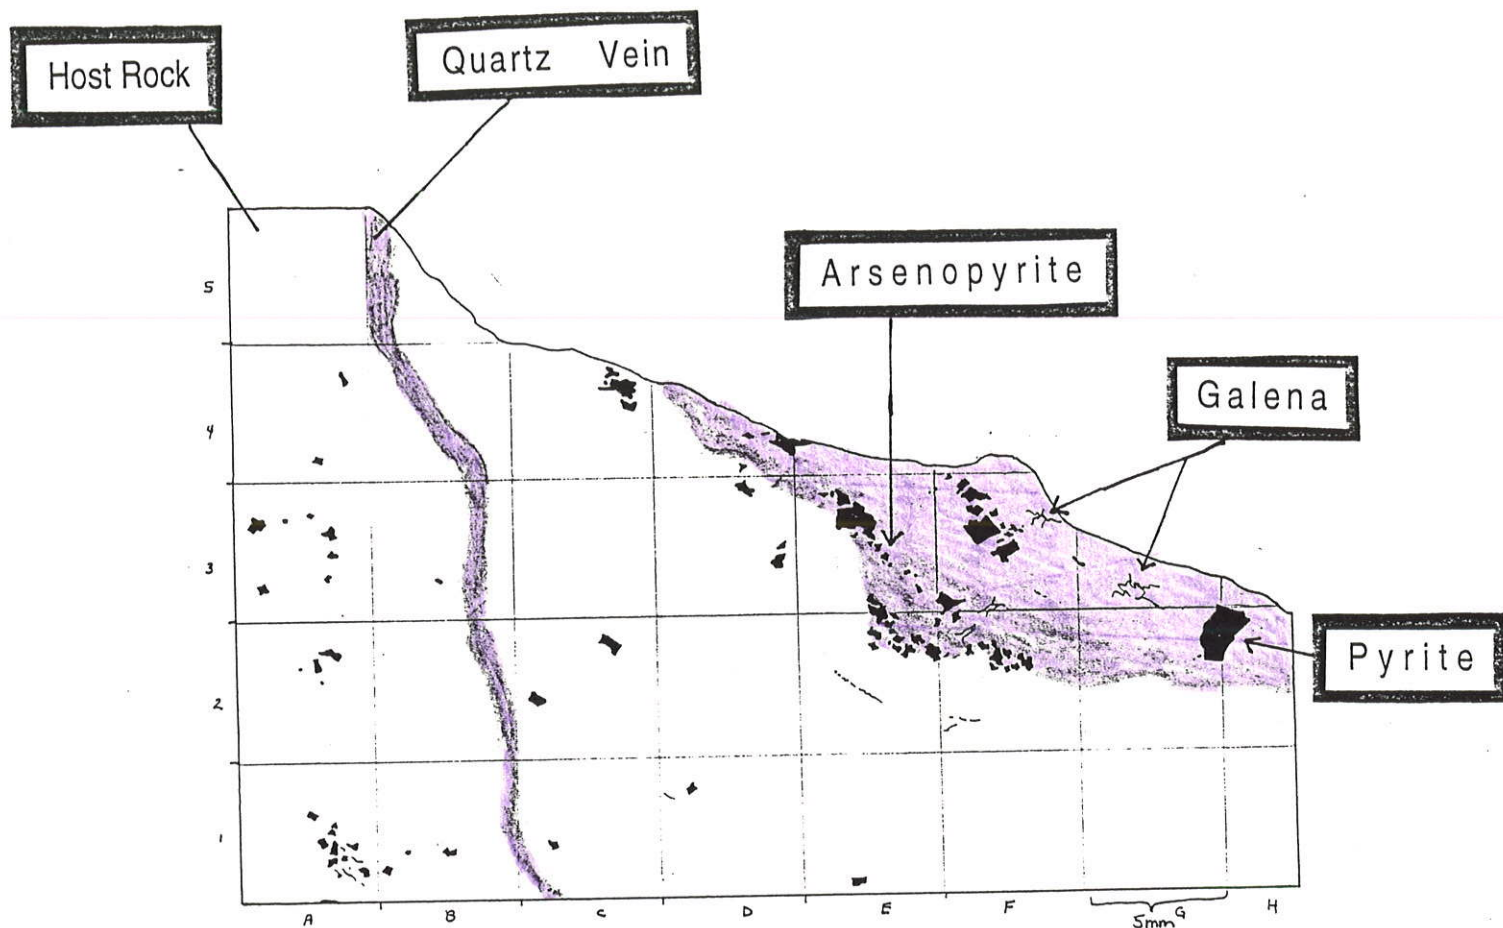 Host Rock
Quartz Vein
Arsenopyrite
Galena
Pyrite
5
4
3
2
1
A B C D E F G H
5mm